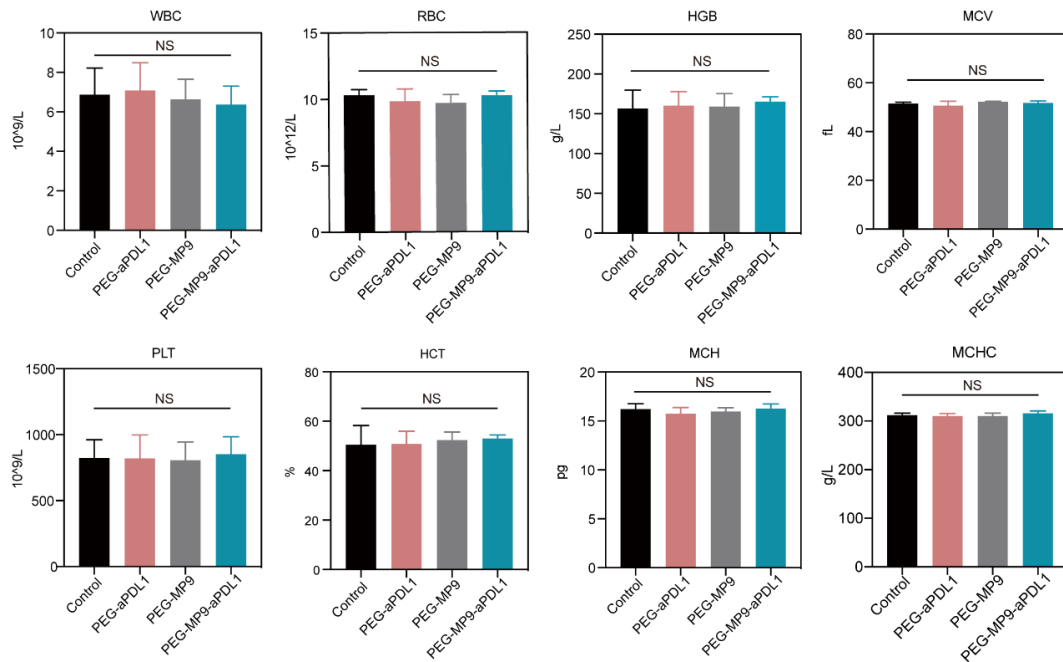 WBC
10^9/L
10
8
6
4
2
0
NS
Control
PEG-aPDL1
PEG-MP9
PEG-MP9-aPDL1
RBC
10^12/L
15
10
5
0
NS
Control
PEG-aPDL1
PEG-MP9
PEG-MP9-aPDL1
HGB
g/L
250
200
150
100
50
0
NS
Control
PEG-aPDL1
PEG-MP9
PEG-MP9-aPDL1
MCV
fL
80
60
40
20
0
NS
Control
PEG-aPDL1
PEG-MP9
PEG-MP9-aPDL1
PLT
10^9/L
1500
1000
500
0
NS
Control
PEG-aPDL1
PEG-MP9
PEG-MP9-aPDL1
HCT
%
80
60
40
20
0
NS
Control
PEG-aPDL1
PEG-MP9
PEG-MP9-aPDL1
MCH
pg
20
15
10
5
0
NS
Control
PEG-aPDL1
PEG-MP9
PEG-MP9-aPDL1
MCHC
g/L
400
300
200
100
0
NS
Control
PEG-aPDL1
PEG-MP9
PEG-MP9-aPDL1